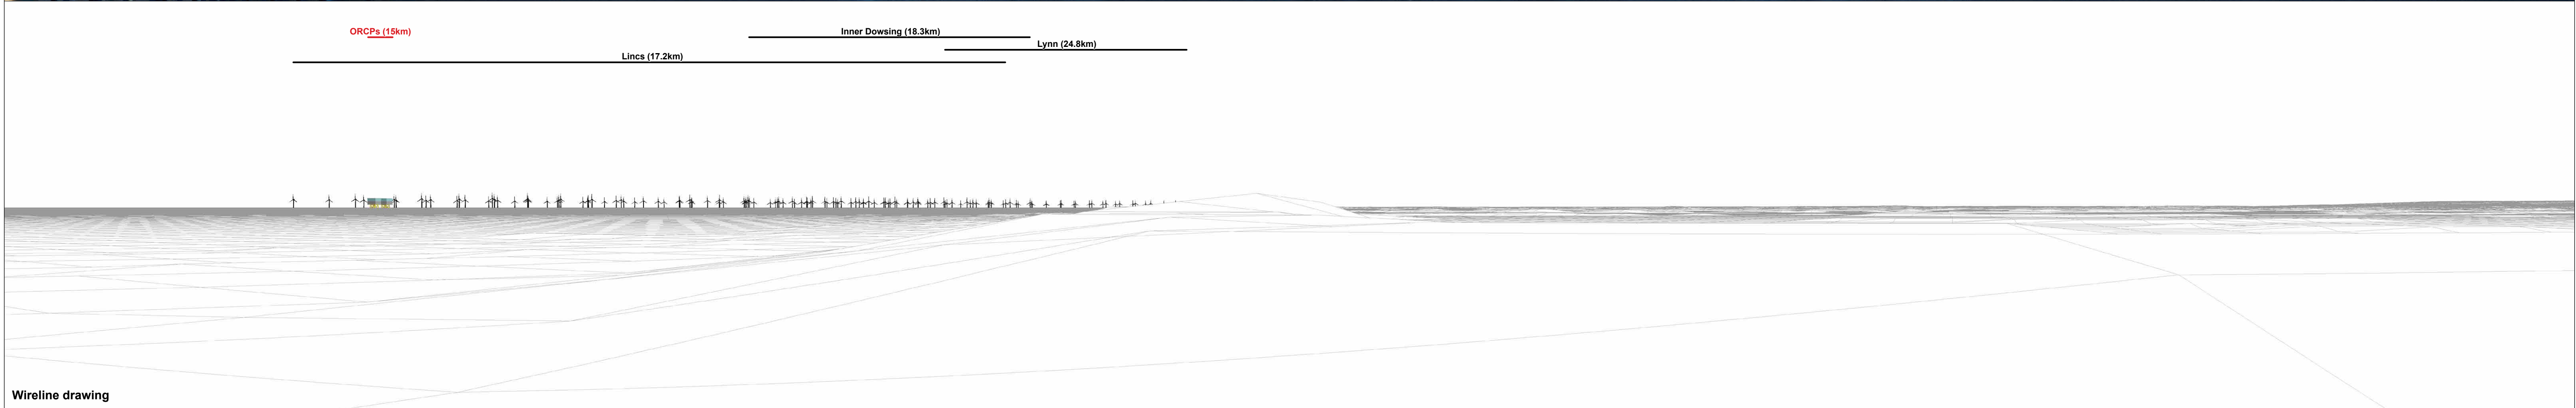 ORCPs (15km)
Inner Dowsing (18.3km)
Lynn (24.8km)
Lincs (17.2km)
Wireline drawing